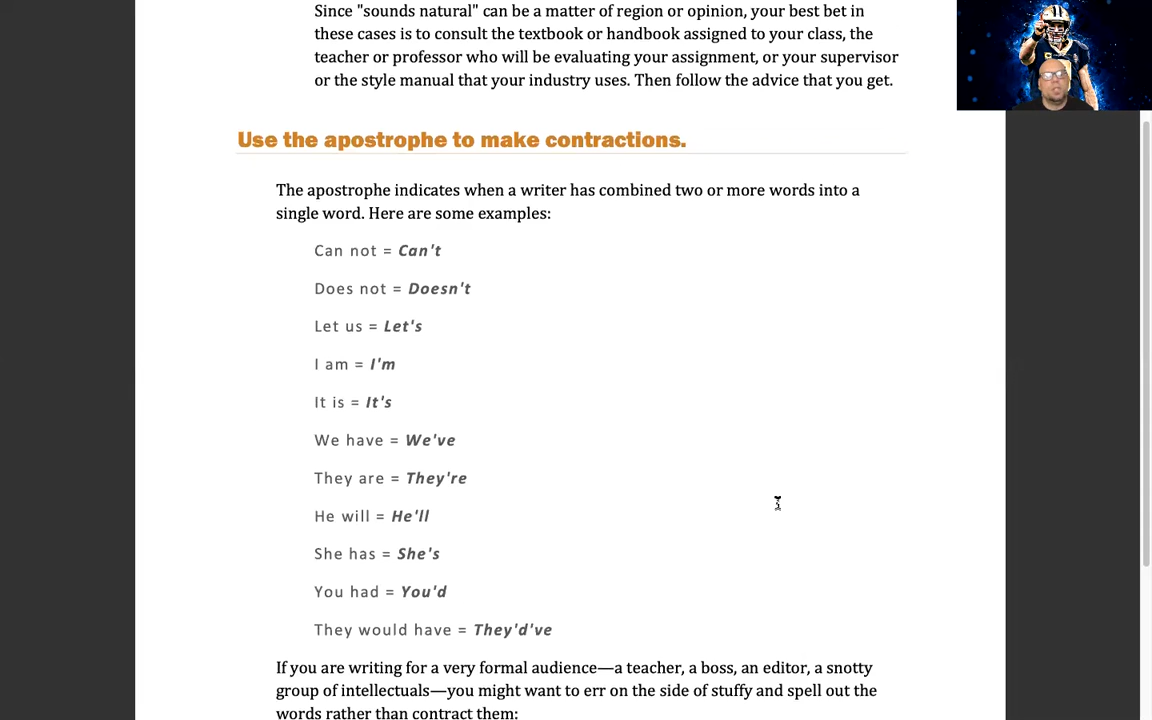 Since "sounds natural" can be a matter of region or opinion, your best bet in
these cases is to consult the textbook or handbook assigned to your class, the
teacher or professor who will be evaluating your assignment, or your supervisor
or the style manual that your industry uses. Then follow the advice that you get.
Use the apostrophe to make contractions.
The apostrophe indicates when a writer has combined two or more words into a
single word. Here are some examples:
Can not = Can't
Does not = Doesn't
Let us = Let's
I am = I'm
It is = It's
We have = We've
They are = They're
He will = He'll
She has = She's
You had = You'd
They would have = They'd've
If you are writing for a very formal audience—a teacher, a boss, an editor, a snotty
group of intellectuals—you might want to err on the side of stuffy and spell out the
words rather than contract them: